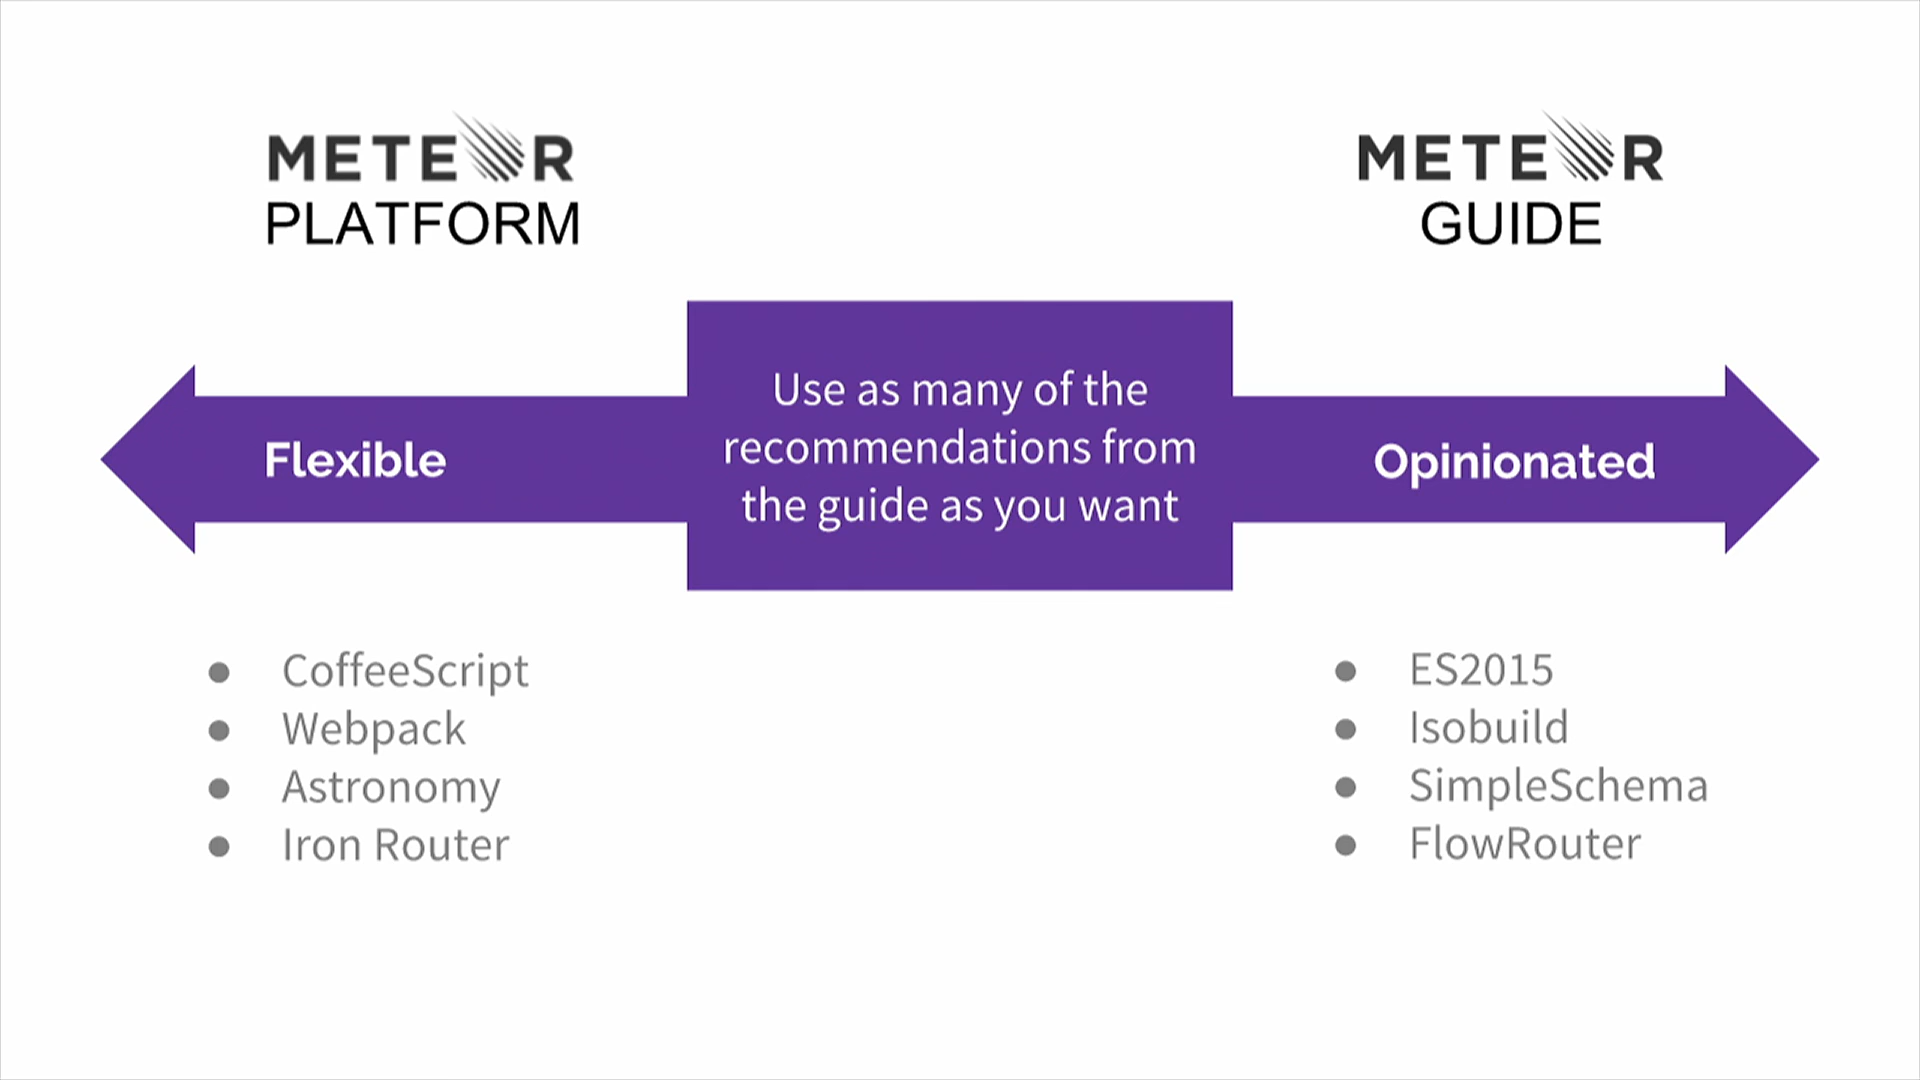 METEOR
PLATFORM
METEOR
GUIDE
Flexible
Use as many of the
recommendations from
the guide as you want
Opinionated
● CoffeeScript
● Webpack
● Astronomy
● Iron Router
● ES2015
● Isobuild
● SimpleSchema
● FlowRouter